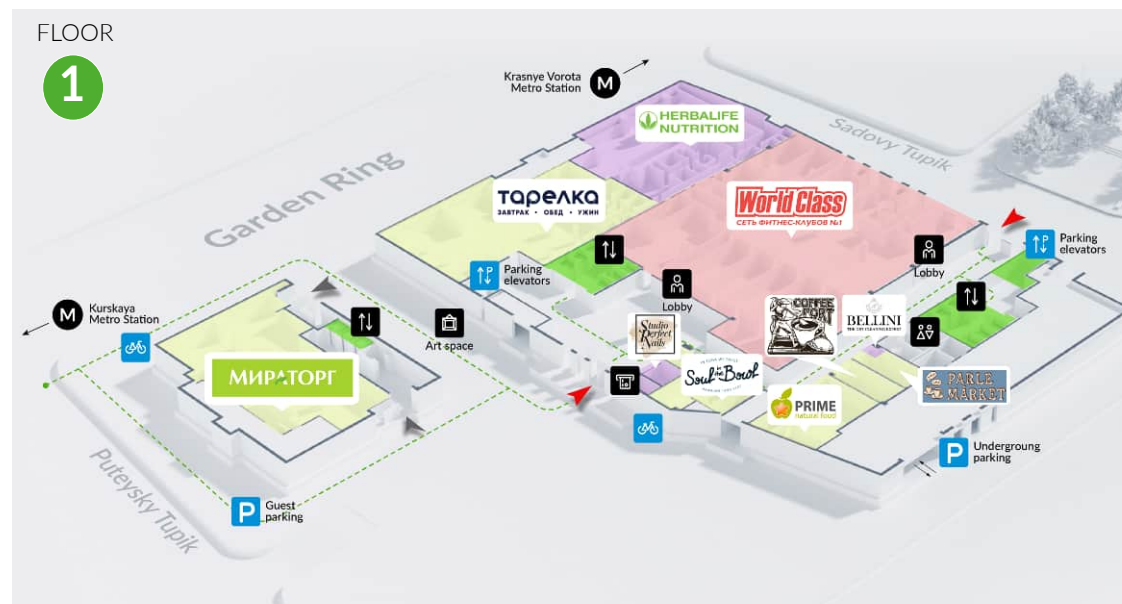 FLOOR
1
Krasnye Vorota
Metro Station
M
HERBALIFE
NUTRITION
Sadovy Tupik
Garden Ring
тарелка
ЗАВТРАК • ОБЕД • УЖИН
World Class
СЕТЬ ФИТНЕС-КЛУБОВ №1
P
Parking
elevators
Lobby
P
Parking
elevators
Lobby
M
Kurskaya
Metro Station
Art space
Studio
Perfect
Nails
COFFEE
PORT
BELLINI
МИРАТОРГ
Soul in the Bowl
PRIME
natural food
PARLE
MARKET
P
Undergroung
parking
Puteysky Tupik
P
Guest
parking